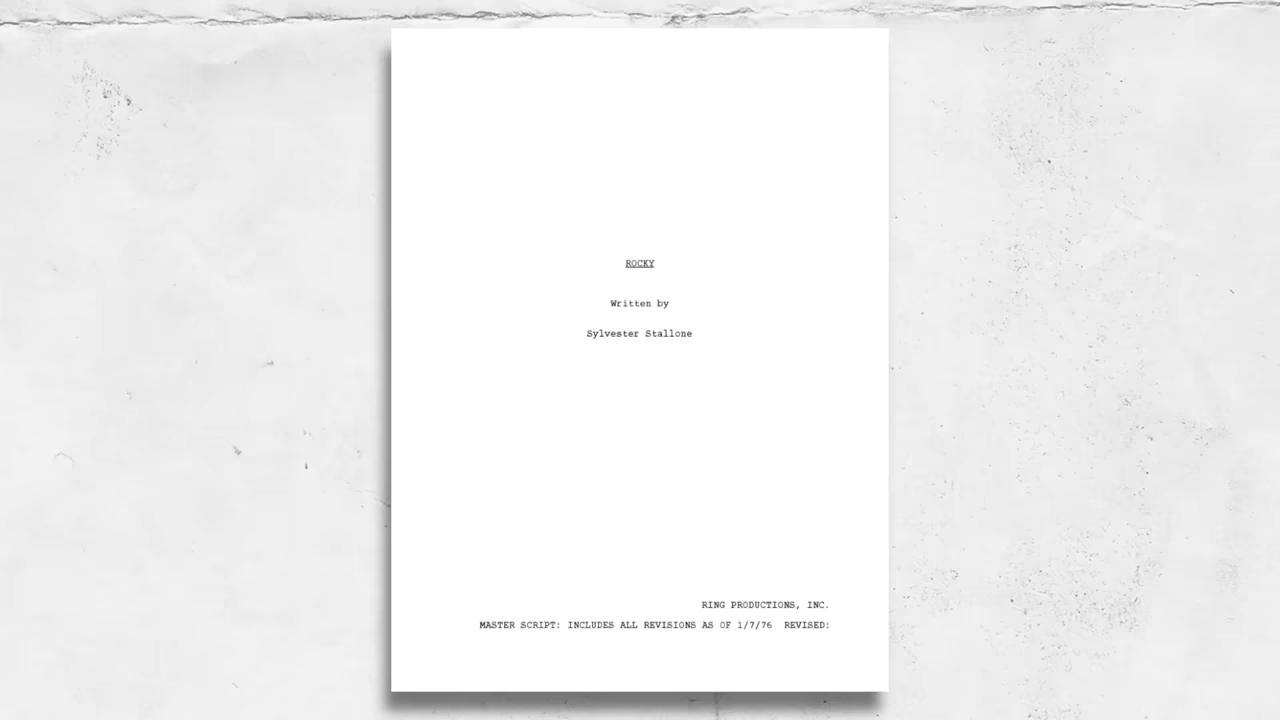 ROCKY
Written by
Sylvester Stallone
RING PRODUCTIONS, INC.
MASTER SCRIPT: INCLUDES ALL REVISIONS AS OF 1/7/76 REVISED: